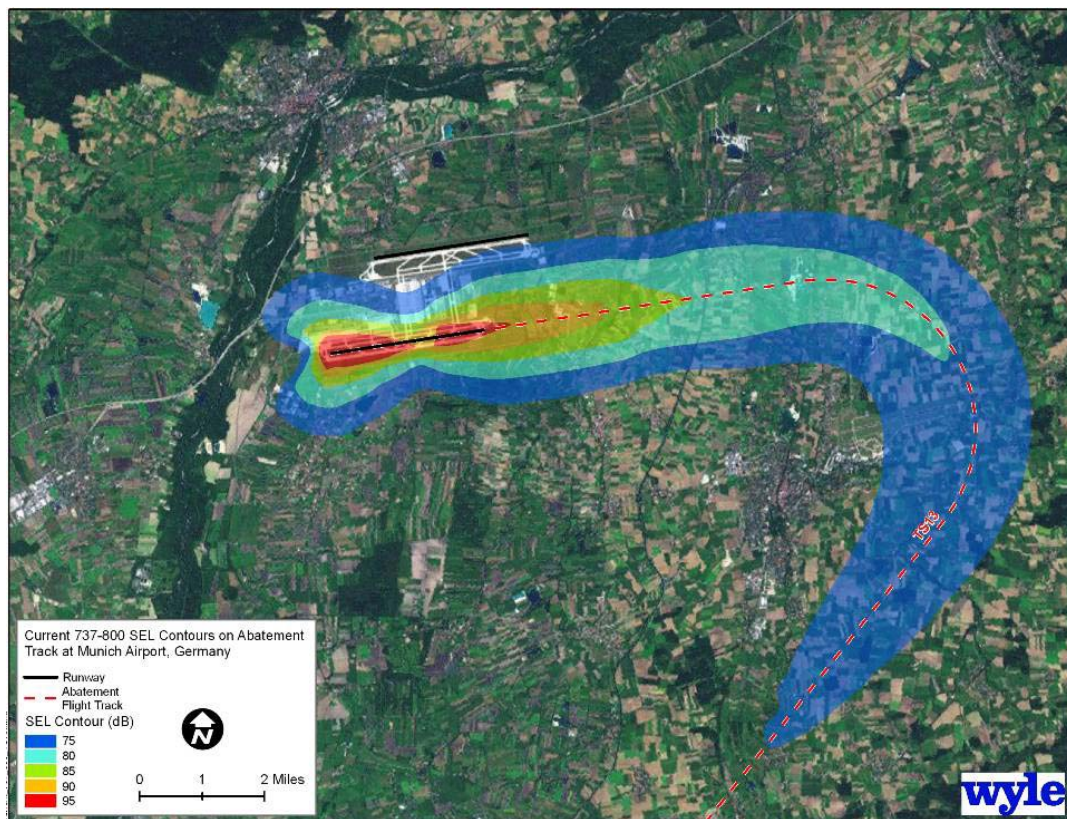 TS13
Current 737-800 SEL Contours on Abatement
Track at Munich Airport, Germany
Runway
Abatement
Flight Track
SEL Contour (dB)
75
80
85
90
95
N
0 1 2 Miles
wyle